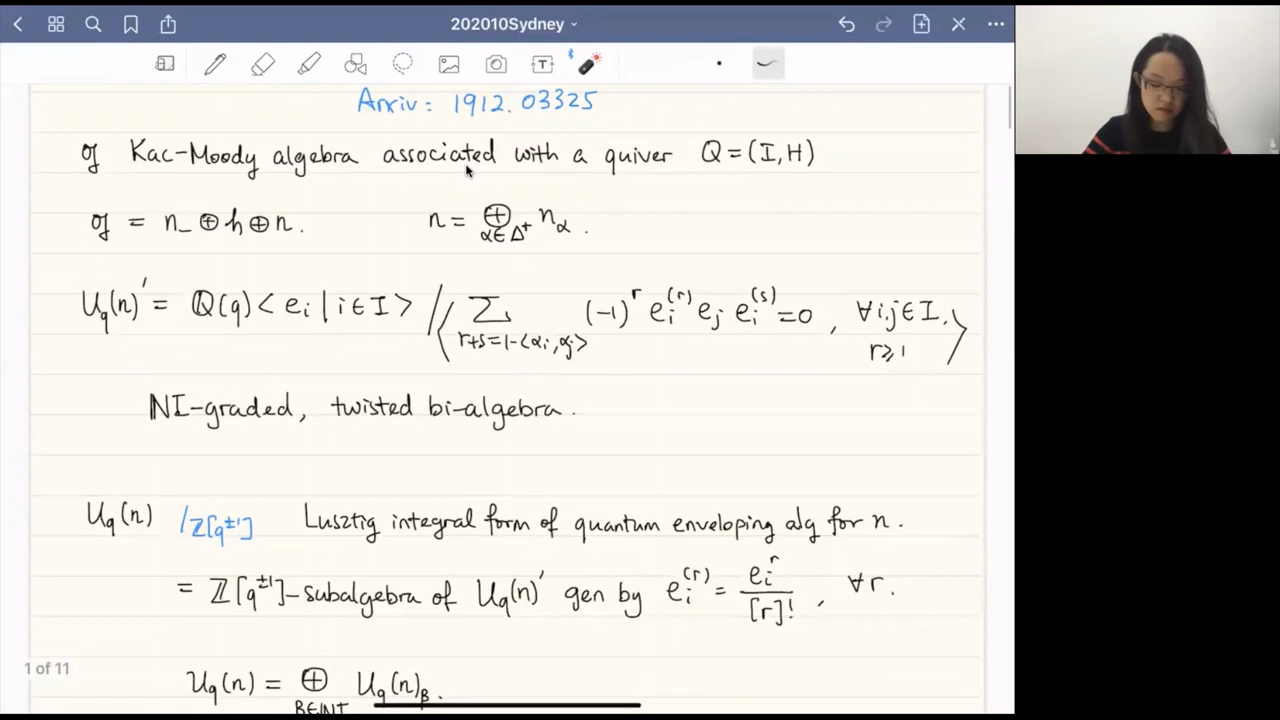 202010Sydney
Arxiv: 1912.03325
𝔤 Kac-Moody algebra associated with a quiver Q=(I,H)
𝔤 = n_ ⊕ h ⊕ n. n = ⊕_{α∈Δ⁺} n_α.
U_q(n)' = Q(q)<e_i | i∈I> / < ∑_{r+s=1-<α_i,α_j>} (-1)^r e_i^{(r)} e_j e_i^{(s)} =0, ∀i,j∈I, r⩾1 >
NI-graded, twisted bi-algebra.
U_q(n) /Z[q^{±1}] Lusztig integral form of quantum enveloping alg for n.
= Z[q^{±1}]-subalgebra of U_q(n)' gen by e_i^{(r)} = e_i^r / [r]!, ∀r.
1 of 11
U_q(n) = ⊕_{β∈INI} U_q(n)_β.